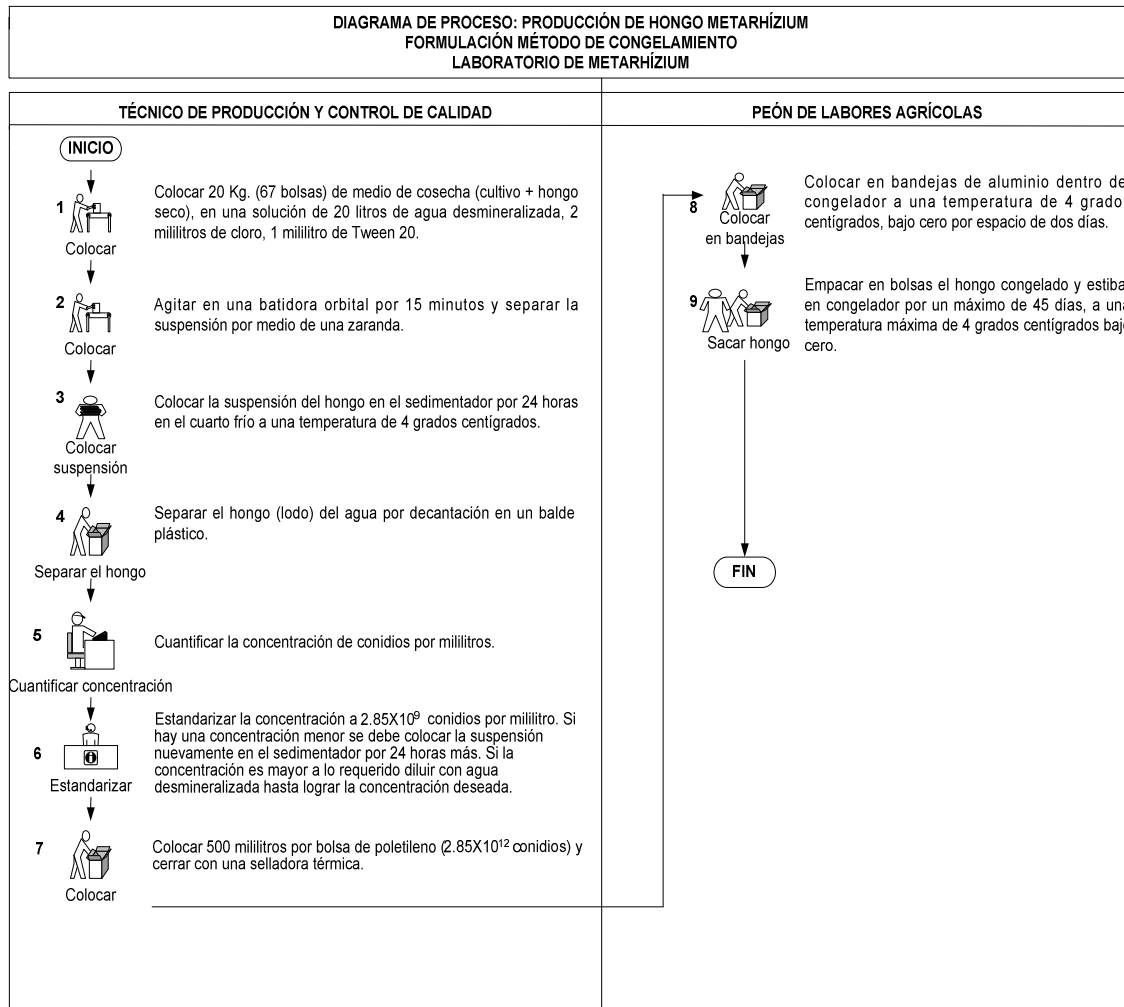 DIAGRAMA DE PROCESO: PRODUCCIÓN DE HONGO METARHÍZIUM
FORMULACIÓN MÉTODO DE CONGELAMIENTO
LABORATORIO DE METARHÍZIUM
TÉCNICO DE PRODUCCIÓN Y CONTROL DE CALIDAD
INICIO
1
Colocar
Colocar 20 Kg. (67 bolsas) de medio de cosecha (cultivo + hongo
seco), en una solución de 20 litros de agua desmineralizada, 2
mililitros de cloro, 1 mililitro de Tween 20.
2
Colocar
Agitar en una batidora orbital por 15 minutos y separar la
suspensión por medio de una zaranda.
3
Colocar
suspensión
Colocar la suspensión del hongo en el sedimentador por 24 horas
en el cuarto frío a una temperatura de 4 grados centígrados.
4
Separar el hongo
Separar el hongo (lodo) del agua por decantación en un balde
plástico.
5
Cuantificar concentración
Cuantificar la concentración de conidios por mililitros.
6
Estandarizar
Estandarizar la concentración a 2.85X10⁹ conidios por mililitro. Si
hay una concentración menor se debe colocar la suspensión
nuevamente en el sedimentador por 24 horas más. Si la
concentración es mayor a lo requerido diluir con agua
desmineralizada hasta lograr la concentración deseada.
7
Colocar
Colocar 500 mililitros por bolsa de poletileno (2.85X10¹² conidios) y
cerrar con una selladora térmica.
PEÓN DE LABORES AGRÍCOLAS
8
Colocar
en bandejas
Colocar en bandejas de aluminio dentro de
congelador a una temperatura de 4 grado
centígrados, bajo cero por espacio de dos días.
9
Sacar hongo
Empacar en bolsas el hongo congelado y estiba
en congelador por un máximo de 45 días, a una
temperatura máxima de 4 grados centígrados bajo
cero.
FIN